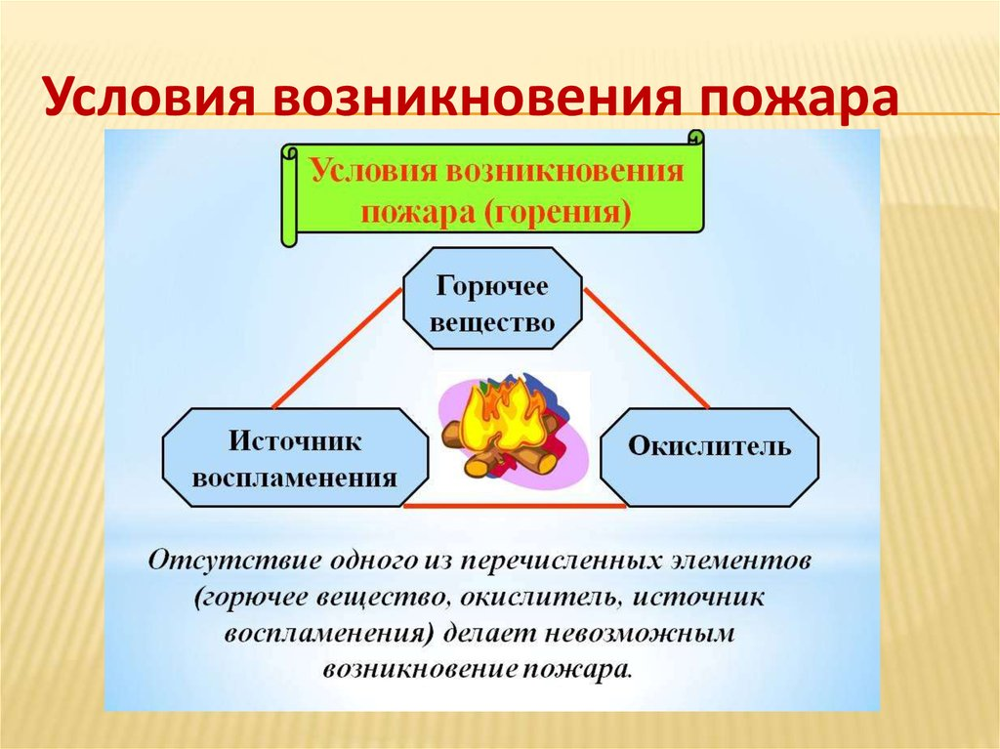 Условия возникновения пожара
Условия возникновения
пожара (горения)
Горючее
вещество
Источник
воспламенения
Окислитель
Отсутствие одного из перечисленных элементов
(горючее вещество, окислитель, источник
воспламенения) делает невозможным
возникновение пожара.